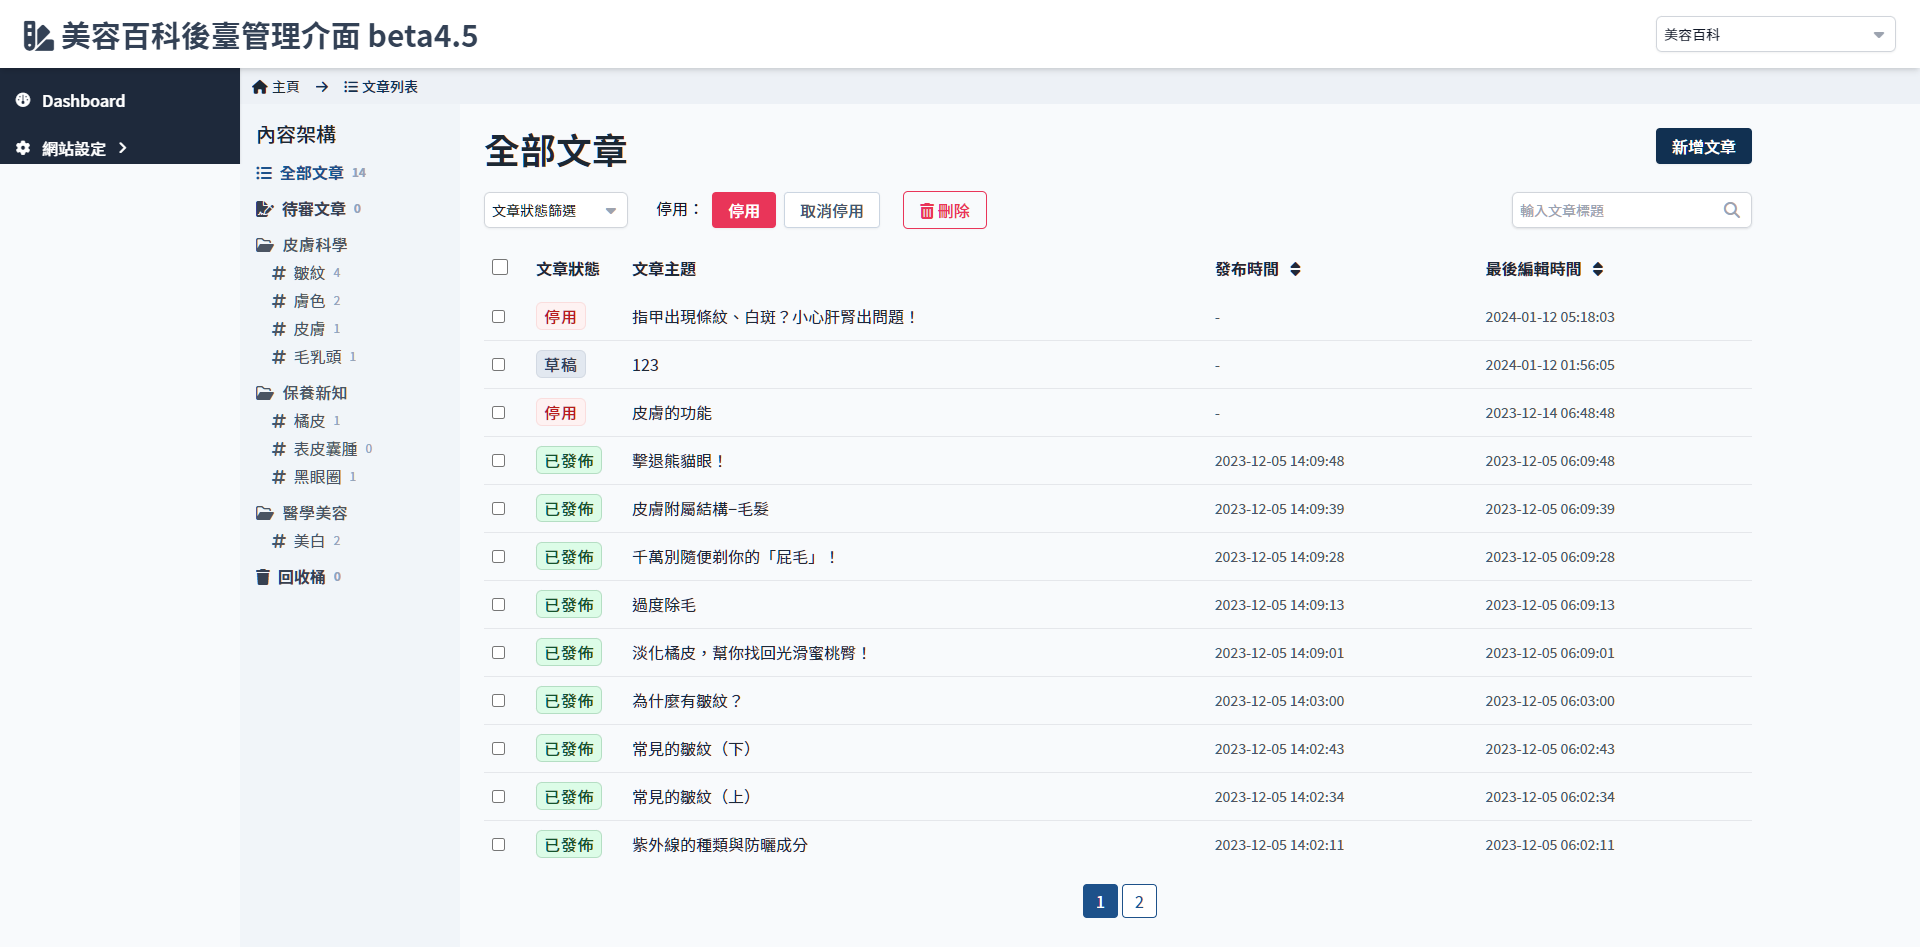 美容百科後臺管理介面 beta4.5
美容百科
Dashboard
網站設定
主頁 → 文章列表
內容架構
全部文章 14
待審文章 0
皮膚科學
# 皺紋 4
# 膚色 2
# 皮膚 1
# 毛乳頭 1
保養新知
# 橘皮 1
# 表皮囊腫 0
# 黑眼圈 1
醫學美容
# 美白 2
回收桶 0
全部文章
新增文章
文章狀態篩選 停用： 停用 取消停用 刪除 輸入文章標題
文章狀態 文章主題 發布時間 最後編輯時間
停用 指甲出現條紋、白斑？小心肝腎出問題！ - 2024-01-12 05:18:03
草稿 123 - 2024-01-12 01:56:05
停用 皮膚的功能 - 2023-12-14 06:48:48
已發佈 擊退熊貓眼！ 2023-12-05 14:09:48 2023-12-05 06:09:48
已發佈 皮膚附屬結構–毛髮 2023-12-05 14:09:39 2023-12-05 06:09:39
已發佈 千萬別隨便剃你的「屁毛」！ 2023-12-05 14:09:28 2023-12-05 06:09:28
已發佈 過度除毛 2023-12-05 14:09:13 2023-12-05 06:09:13
已發佈 淡化橘皮，幫你找回光滑蜜桃臀！ 2023-12-05 14:09:01 2023-12-05 06:09:01
已發佈 為什麼有皺紋？ 2023-12-05 14:03:00 2023-12-05 06:03:00
已發佈 常見的皺紋（下） 2023-12-05 14:02:43 2023-12-05 06:02:43
已發佈 常見的皺紋（上） 2023-12-05 14:02:34 2023-12-05 06:02:34
已發佈 紫外線的種類與防曬成分 2023-12-05 14:02:11 2023-12-05 06:02:11
1 2